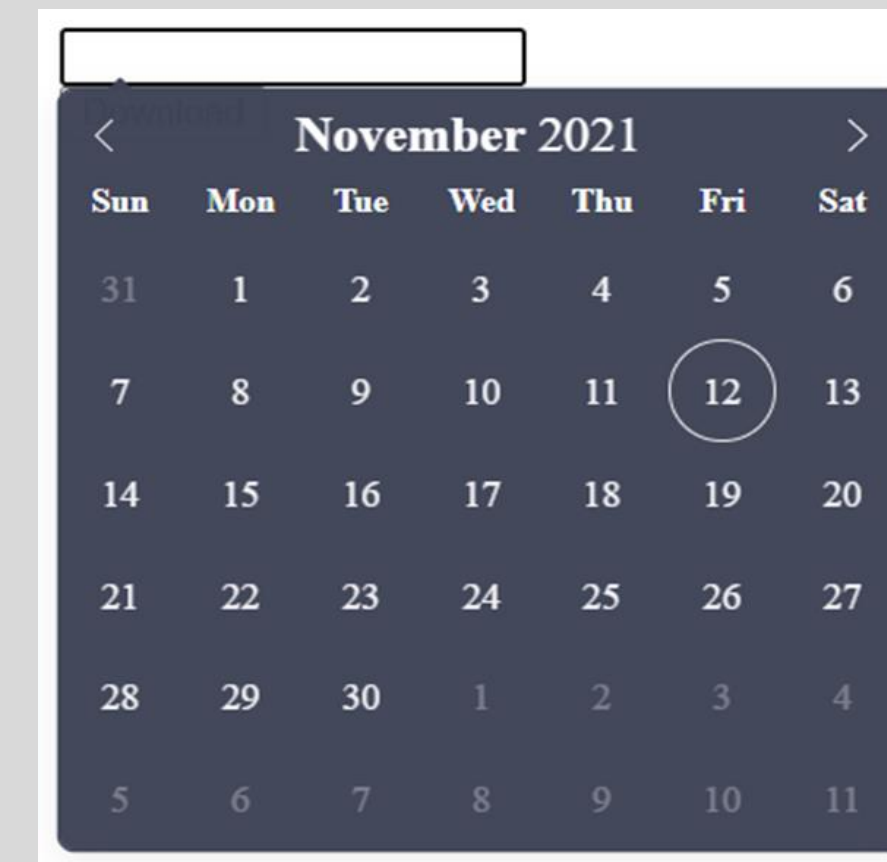 Download
November 2021
Sun Mon Tue Wed Thu Fri Sat
31 1 2 3 4 5 6
7 8 9 10 11 12 13
14 15 16 17 18 19 20
21 22 23 24 25 26 27
28 29 30 1 2 3 4
5 6 7 8 9 10 11